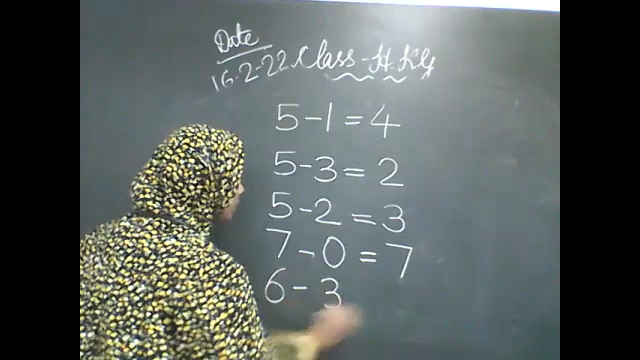 Date
16-2-22 Class-H.KG
5-1=4
5-3=2
5-2=3
7-0=7
6-3